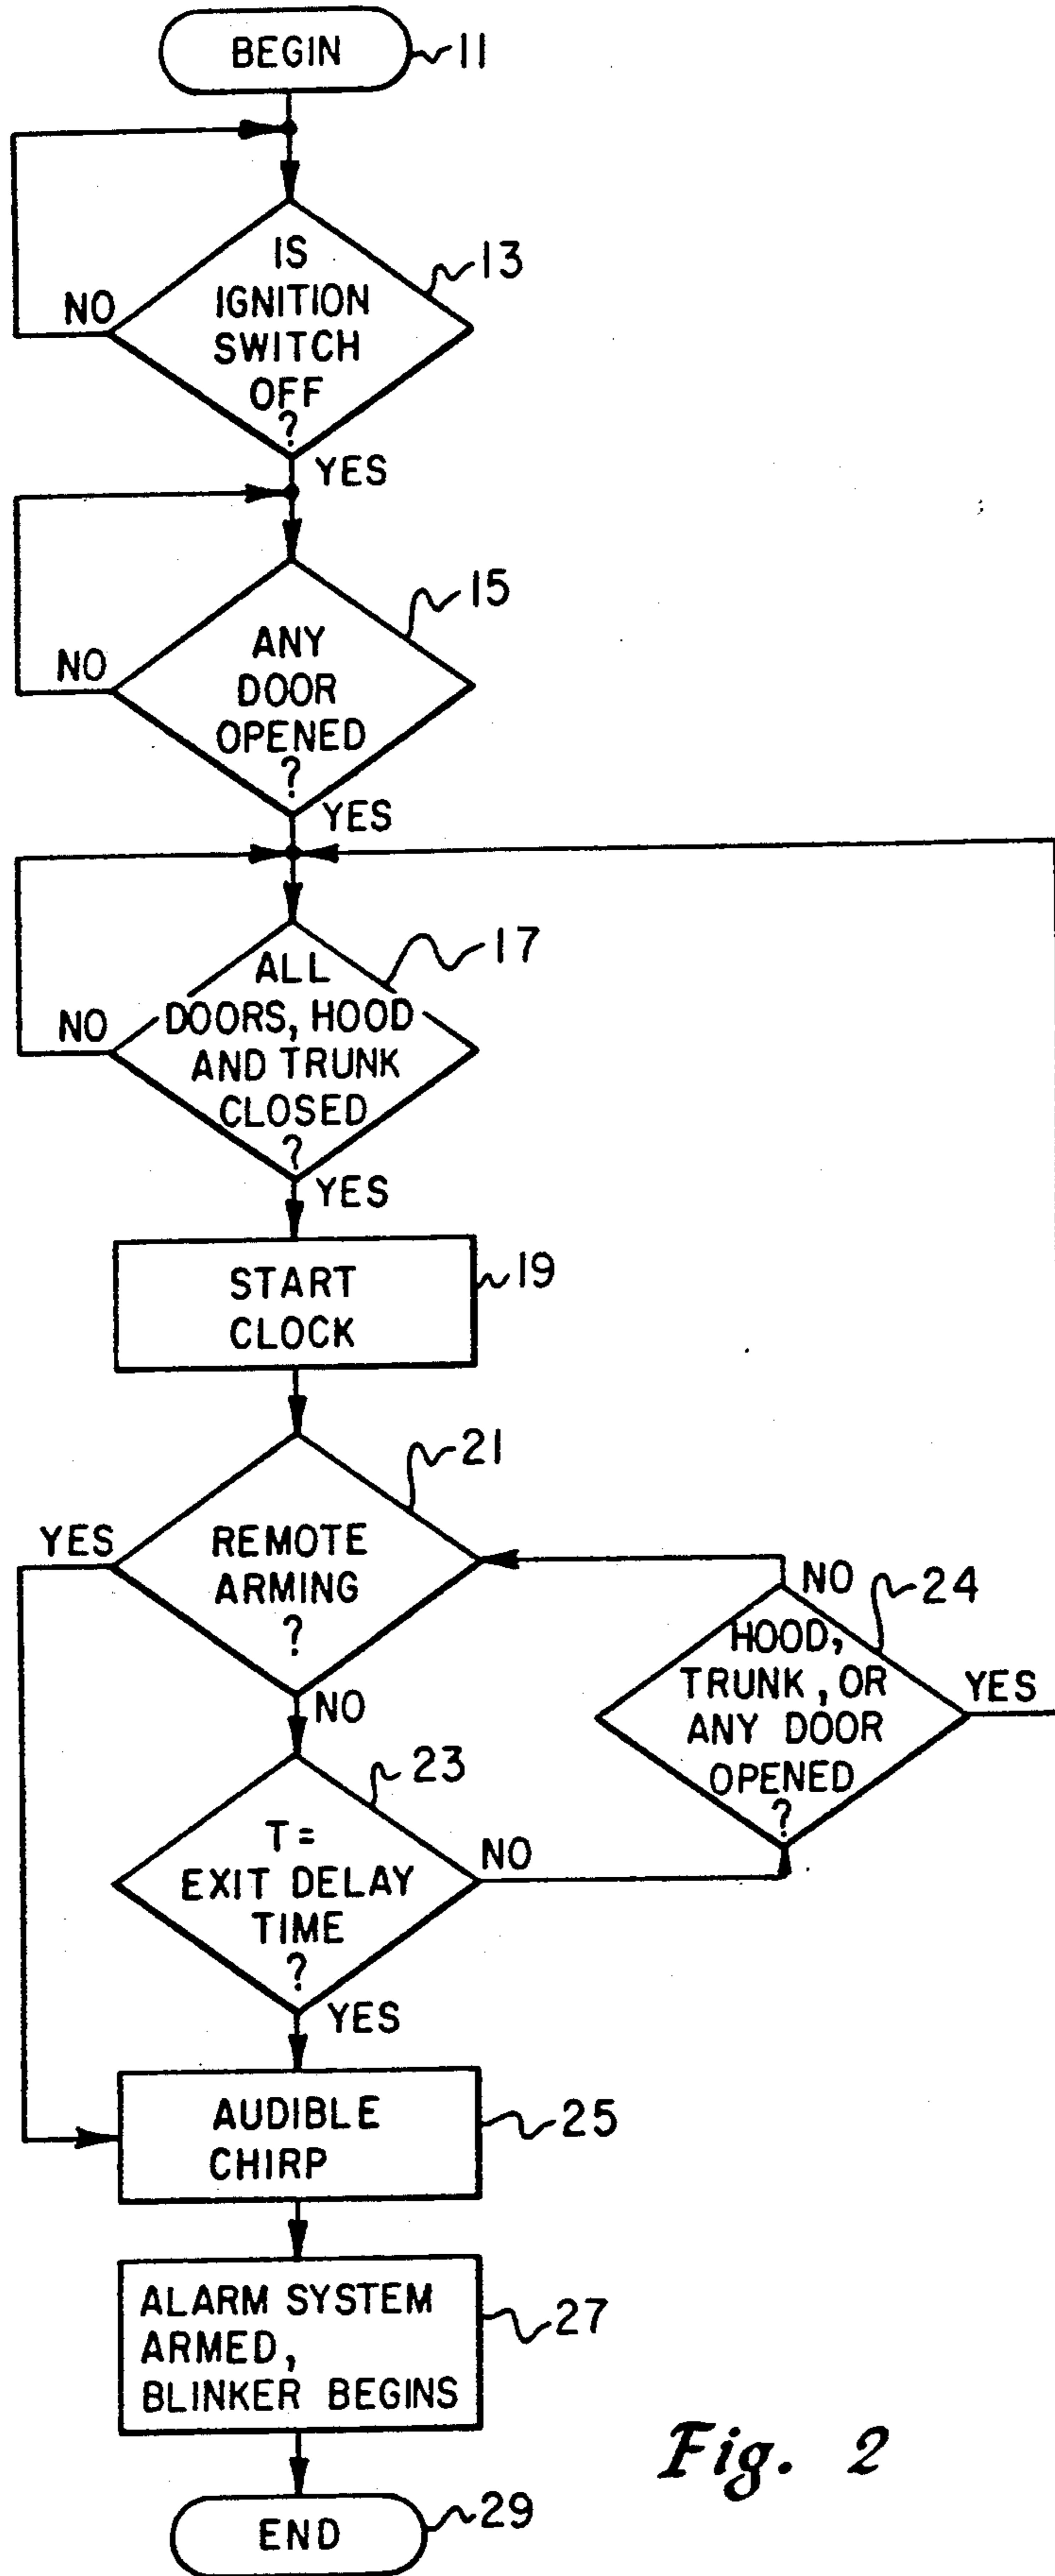 BEGIN
11
IS
IGNITION
SWITCH
OFF
?
13
NO
YES
ANY
DOOR
OPENED
?
15
NO
YES
ALL
DOORS, HOOD
AND TRUNK
CLOSED
?
17
NO
YES
START
CLOCK
19
REMOTE
ARMING
?
21
YES
NO
T=
EXIT DELAY
TIME
?
23
NO
YES
HOOD,
TRUNK, OR
ANY DOOR
OPENED
?
24
NO
YES
AUDIBLE
CHIRP
25
ALARM SYSTEM
ARMED,
BLINKER BEGINS
27
END
29
Fig. 2